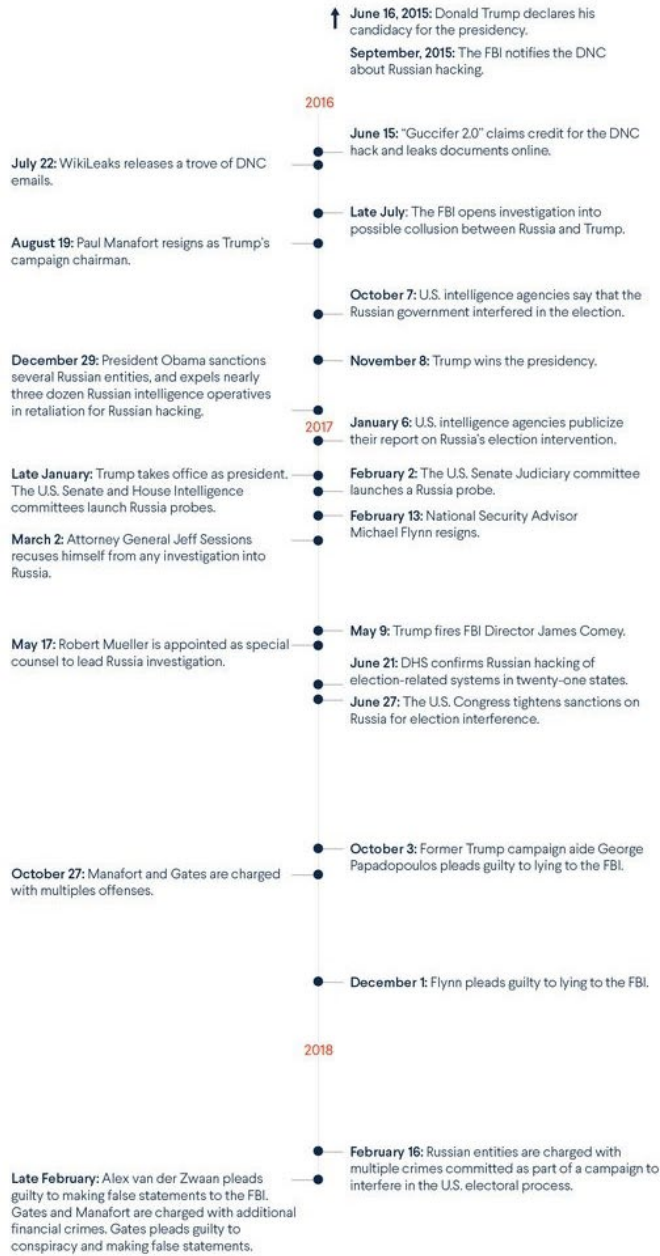 June 16, 2015: Donald Trump declares his
candidacy for the presidency.
September, 2015: The FBI notifies the DNC
about Russian hacking.
2016
June 15: “Guccifer 2.0” claims credit for the DNC
hack and leaks documents online.
July 22: WikiLeaks releases a trove of DNC
emails.
Late July: The FBI opens investigation into
possible collusion between Russia and Trump.
August 19: Paul Manafort resigns as Trump’s
campaign chairman.
October 7: U.S. intelligence agencies say that the
Russian government interfered in the election.
November 8: Trump wins the presidency.
December 29: President Obama sanctions
several Russian entities, and expels nearly
three dozen Russian intelligence operatives
in retaliation for Russian hacking.
2017
January 6: U.S. intelligence agencies publicize
their report on Russia’s election intervention.
Late January: Trump takes office as president.
The U.S. Senate and House Intelligence
committees launch Russia probes.
February 2: The U.S. Senate Judiciary committee
launches a Russia probe.
February 13: National Security Advisor
Michael Flynn resigns.
March 2: Attorney General Jeff Sessions
recuses himself from any investigation into
Russia.
May 9: Trump fires FBI Director James Comey.
May 17: Robert Mueller is appointed as special
counsel to lead Russia investigation.
June 21: DHS confirms Russian hacking of
election-related systems in twenty-one states.
June 27: The U.S. Congress tightens sanctions on
Russia for election interference.
October 3: Former Trump campaign aide George
Papadopoulos pleads guilty to lying to the FBI.
October 27: Manafort and Gates are charged
with multiples offenses.
December 1: Flynn pleads guilty to lying to the FBI.
2018
February 16: Russian entities are charged with
multiple crimes committed as part of a campaign to
interfere in the U.S. electoral process.
Late February: Alex van der Zwaan pleads
guilty to making false statements to the FBI.
Gates and Manafort are charged with additional
financial crimes. Gates pleads guilty to
conspiracy and making false statements.